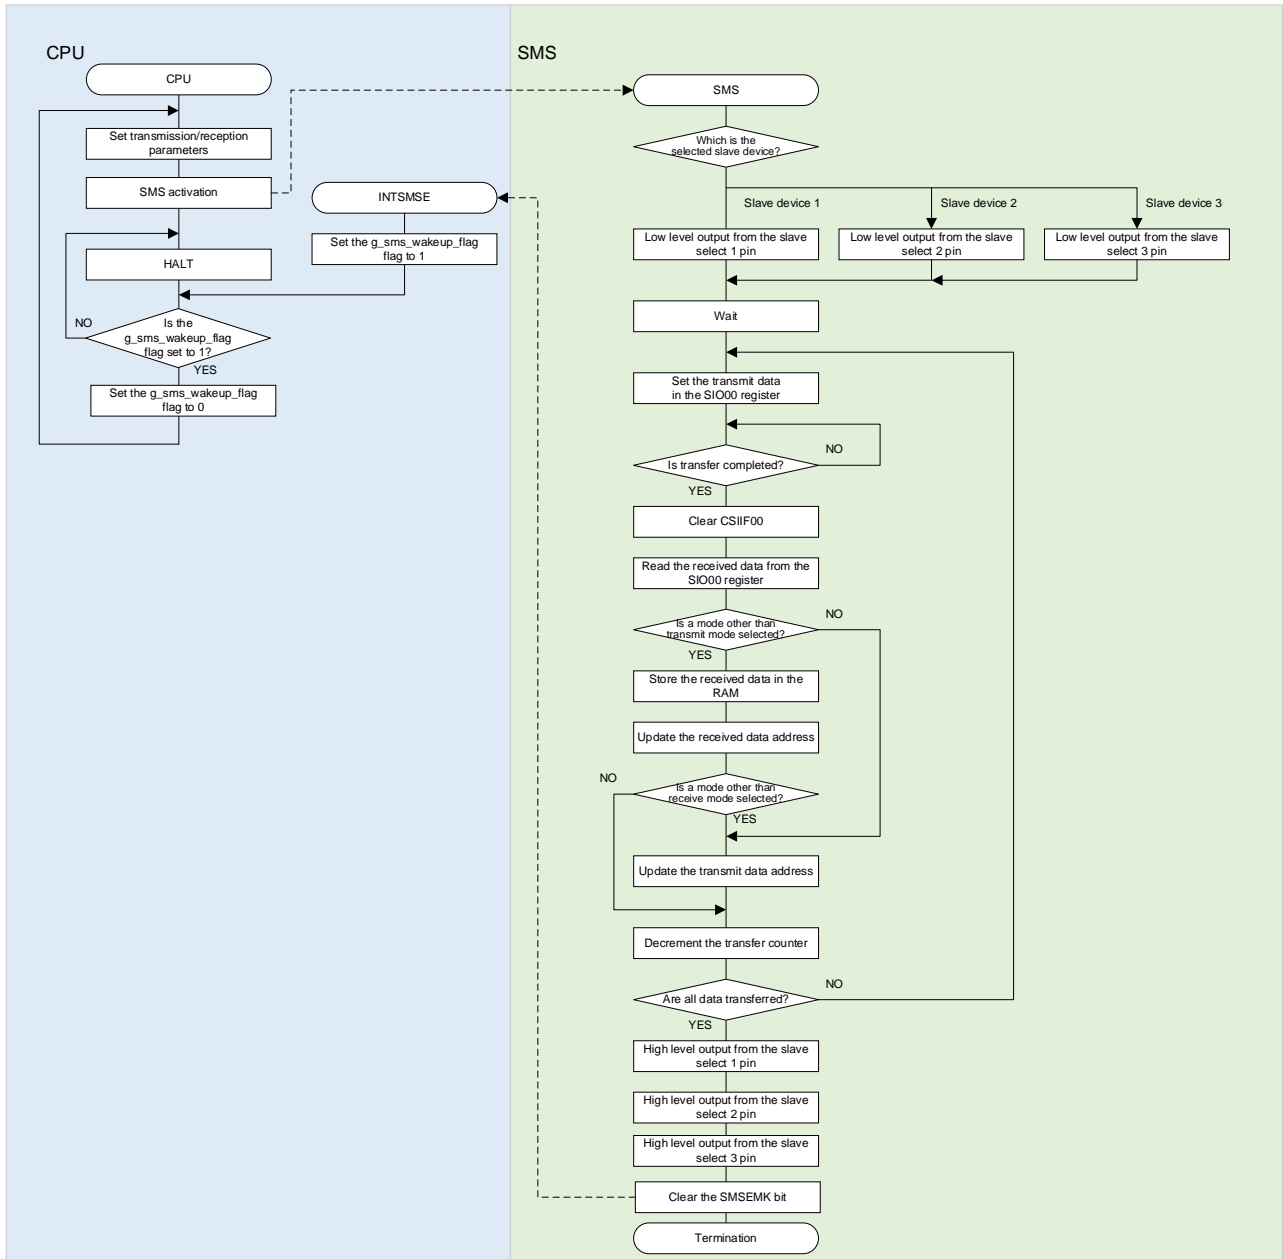 CPU
CPU
Set transmission/reception
parameters
SMS activation
HALT
NO
Is the
g_sms_wakeup_flag
flag set to 1?
YES
Set the g_sms_wakeup_flag
flag to 0
INTSMSE
Set the g_sms_wakeup_flag
flag to 1
SMS
SMS
Which is the
selected slave device?
Slave device 1
Slave device 2
Slave device 3
Low level output from the slave
select 1 pin
Low level output from the slave
select 2 pin
Low level output from the slave
select 3 pin
Wait
Set the transmit data
in the SIO00 register
NO
Is transfer completed?
YES
Clear CSIIF00
Read the received data from the
SIO00 register
Is a mode other than
transmit mode selected?
NO
YES
Store the received data in the
RAM
Update the received data address
NO
Is a mode other than
receive mode selected?
YES
Update the transmit data address
Decrement the transfer counter
Are all data transferred?
NO
YES
High level output from the slave
select 1 pin
High level output from the slave
select 2 pin
High level output from the slave
select 3 pin
Clear the SMSEMK bit
Termination